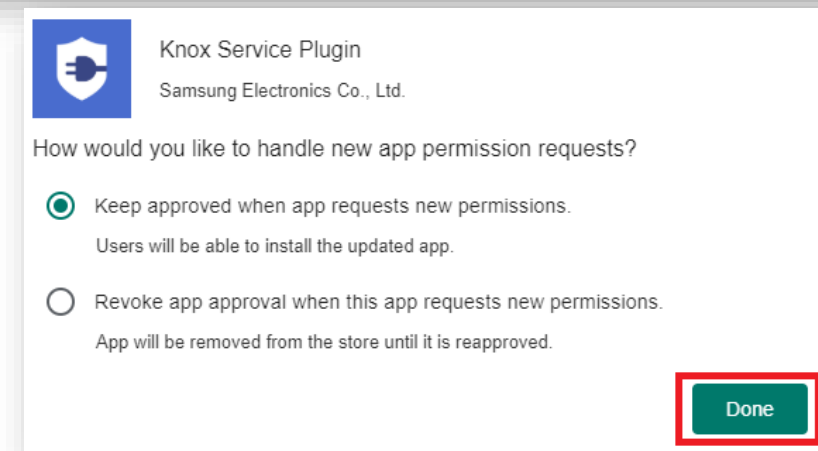 Knox Service Plugin
Samsung Electronics Co., Ltd.
How would you like to handle new app permission requests?
Keep approved when app requests new permissions.
Users will be able to install the updated app.
Revoke app approval when this app requests new permissions.
App will be removed from the store until it is reapproved.
Done